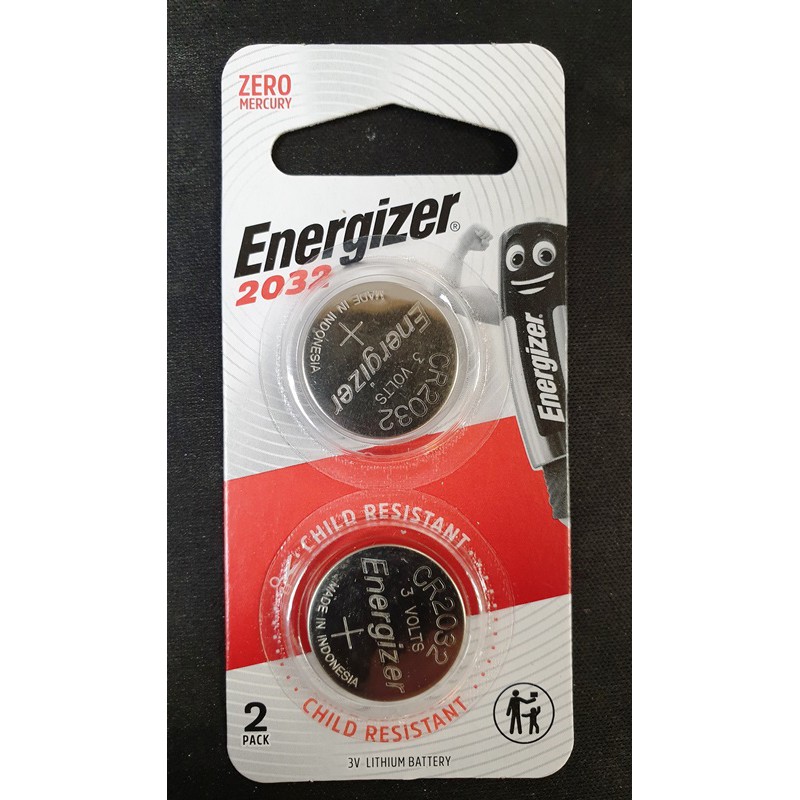 ZERO
MERCURY
Energizer®
2032
MADE IN INDONESIA
+
Energizer
3 VOLTS
CR2032
Energizer
CHILD RESISTANT
MADE IN INDONESIA
+
Energizer
3 VOLTS
CR2032
CHILD RESISTANT
2
PACK
3V LITHIUM BATTERY